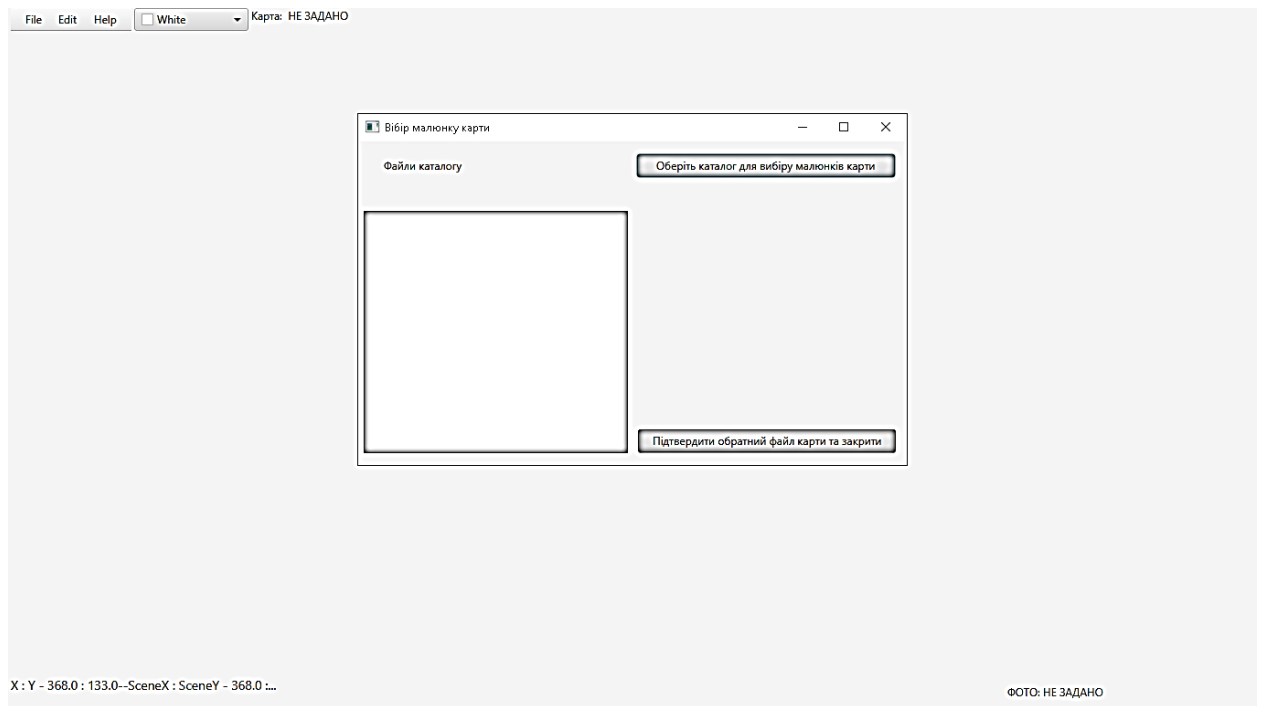 File Edit Help White Карта: НЕ ЗАДАНО
Вібір малюнку карти
Файли каталогу
Оберіть каталог для вибіру малюнків карти
Підтвердити обратний файл карти та закрити
X : Y - 368.0 : 133.0--SceneX : SceneY - 368.0 :...
ФОТО: НЕ ЗАДАНО